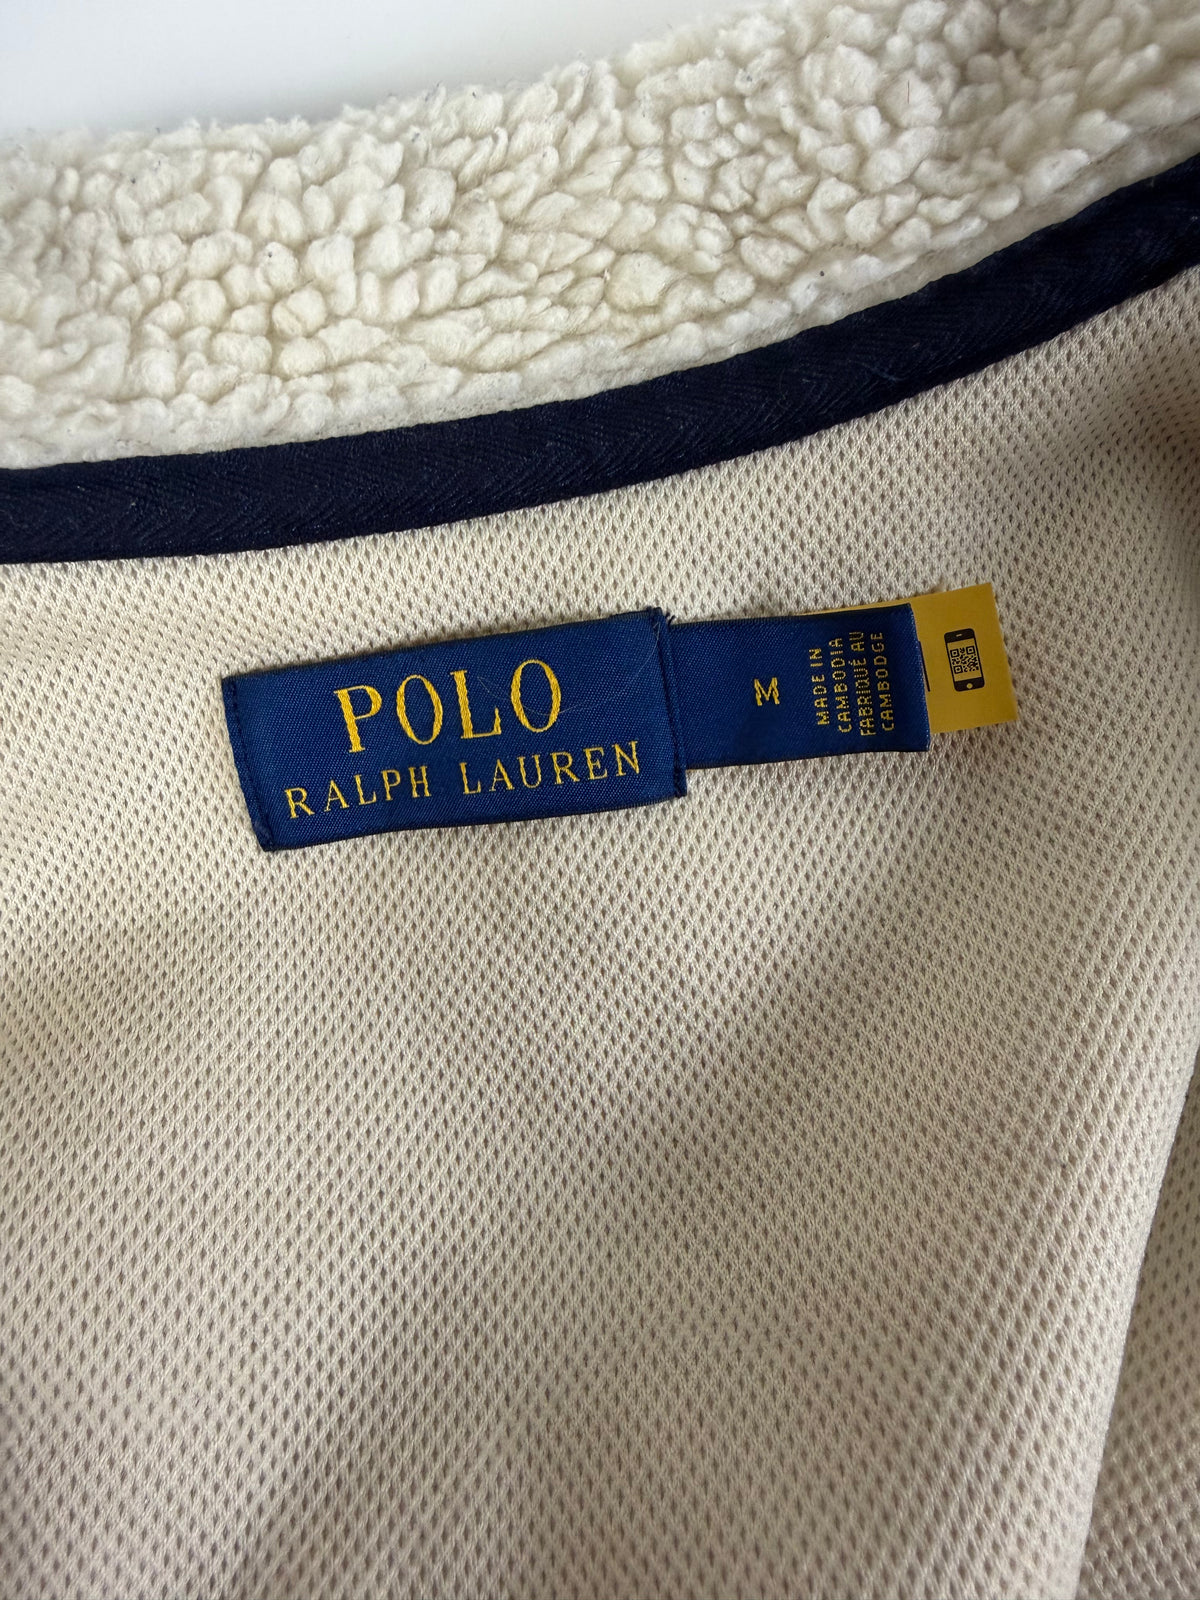 POLO
RALPH LAUREN
M
MADE IN
CAMBODIA
FABRIQUÉ AU
CAMBODGE